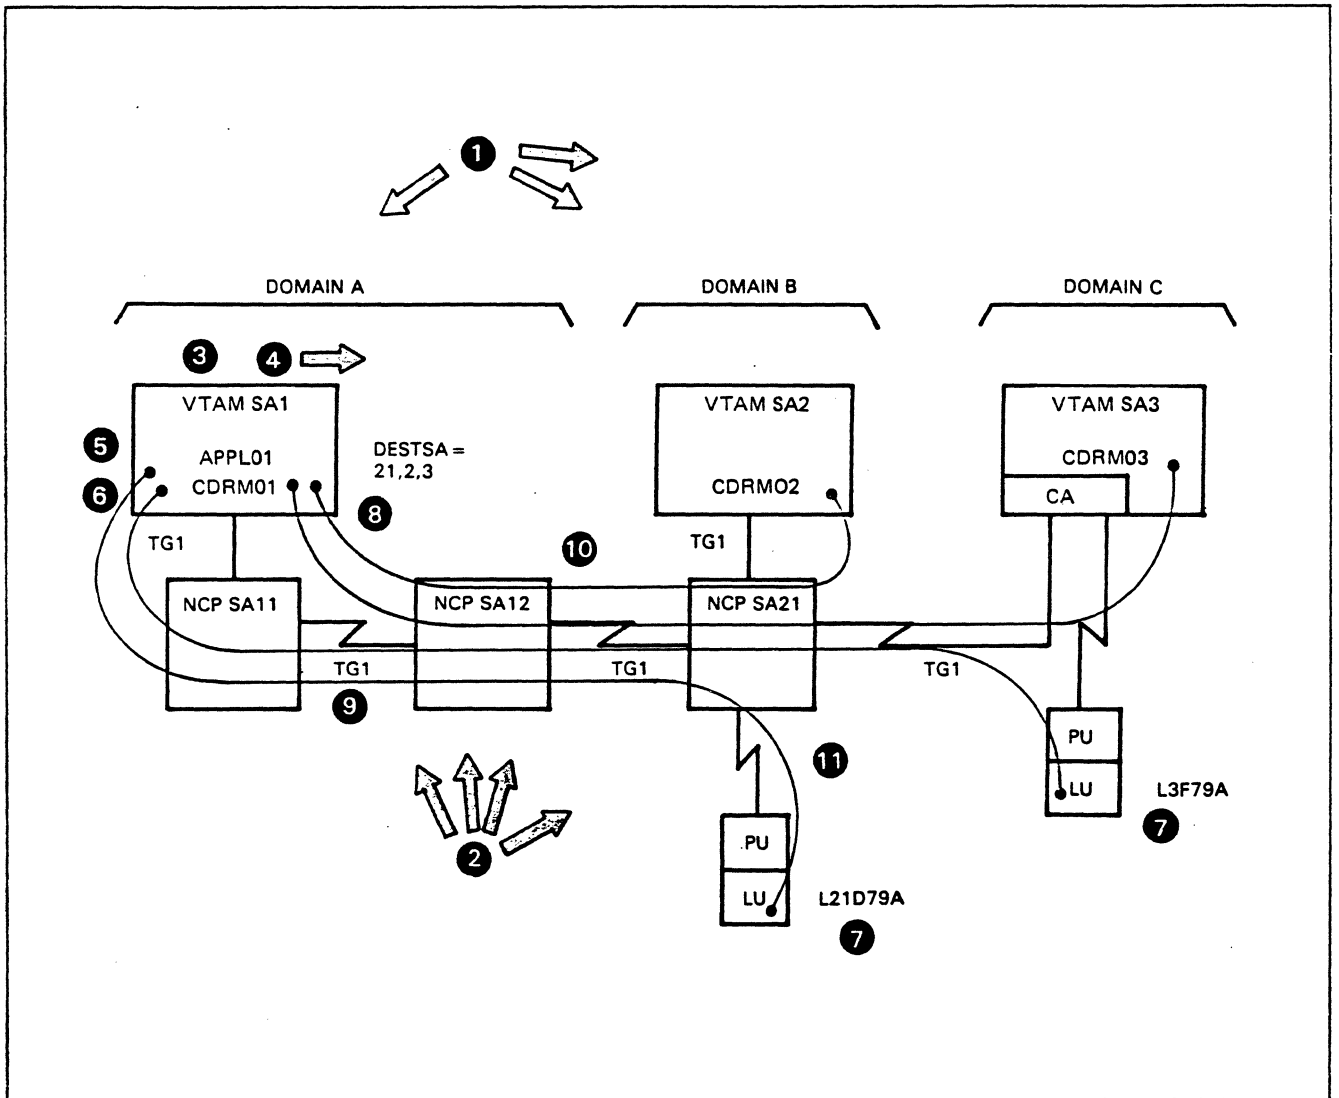 1
DOMAIN A
DOMAIN B
DOMAIN C
3
4
VTAM SA1
VTAM SA2
VTAM SA3
5
APPL01
DESTSA =
21,2,3
CDRM03
6
CDRM01
CDRMO2
CA
8
TG1
10
TG1
NCP SA11
NCP SA12
NCP SA21
TG1
TG1
TG1
9
PU
11
LU
L3F79A
7
2
PU
LU
L21D79A
7